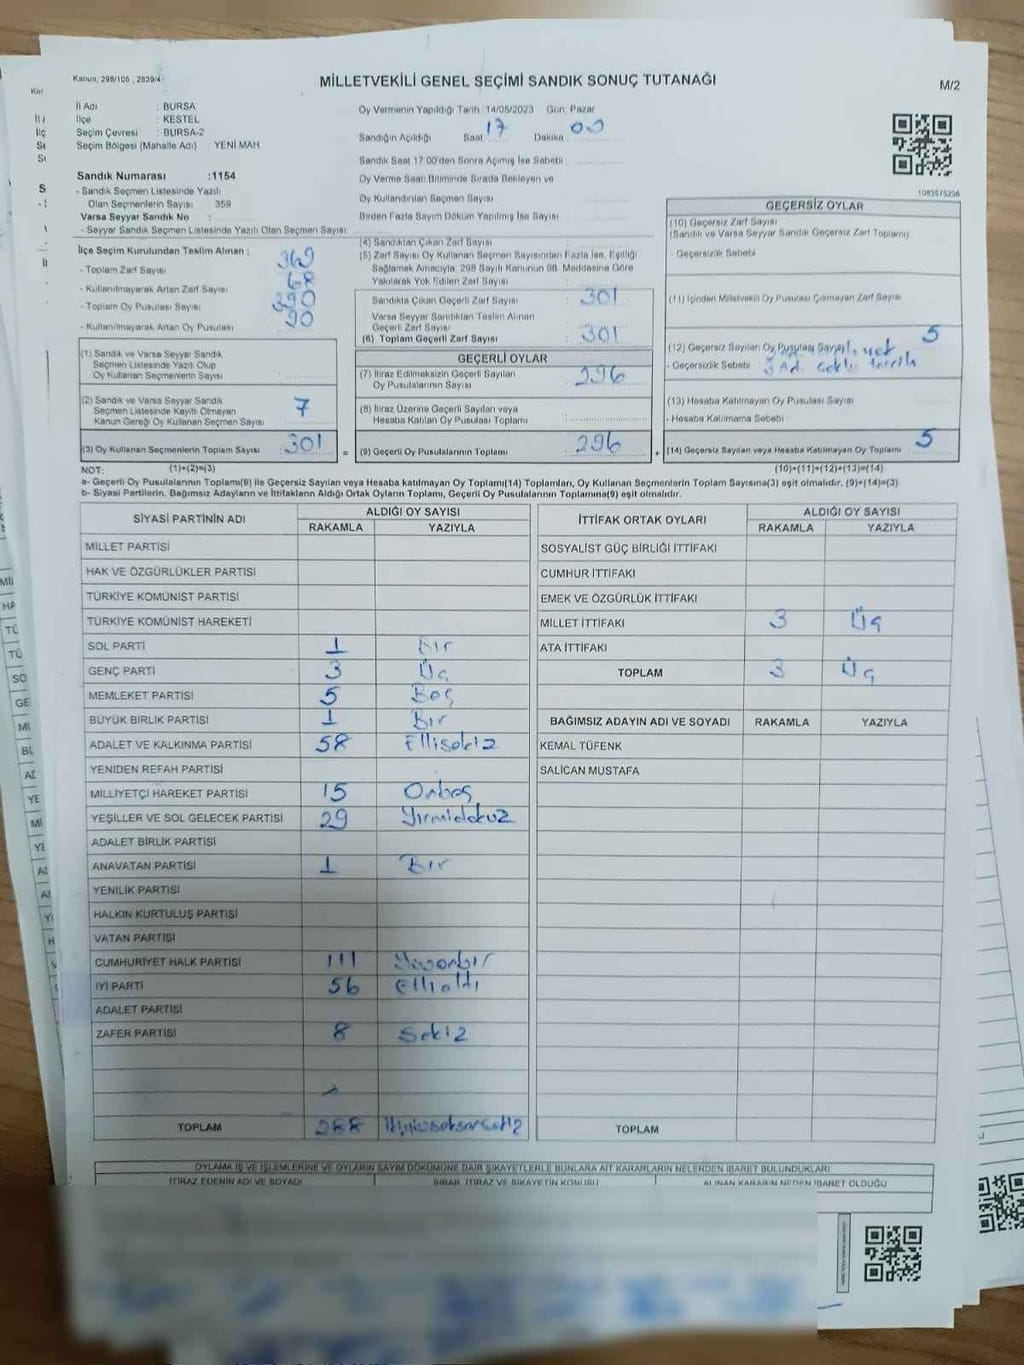 Kanun; 298/105 , 2839/4
MİLLETVEKİLİ GENEL SEÇİMİ SANDIK SONUÇ TUTANAĞI
M/2
İl Adı : BURSA
İlçe : KESTEL
Seçim Çevresi : BURSA-2
Seçim Bölgesi (Mahalle Adı) : YENİ MAH.
Sandık Numarası :1154
- Sandık Seçmen Listesinde Yazılı
Olan Seçmenlerin Sayısı 359
Varsa Seyyar Sandık No :
- Seyyar Sandık Seçmen Listesinde Yazılı Olan Seçmen Sayısı:
Oy Vermenin Yapıldığı Tarih :14/05/2023 Gün: Pazar
Sandığın Açıldığı Saat 17 Dakika 00
Sandık Saat 17:00'den Sonra Açımış İse Sebebi
Oy Verme Saati Bitiminde Sırada Bekleyen ve
Oy Kullandırılan Seçmen Sayısı
Birden Fazla Sayım Döküm Yapılmış İse Sayısı
1083575256
İlçe Seçim Kurulundan Teslim Alınan :
- Toplam Zarf Sayısı 369
- Kullanılmayarak Artan Zarf Sayısı 68
- Toplam Oy Pusulası Sayısı 390
- Kullanılmayarak Artan Oy Pusulası 90
(1) Sandık ve Varsa Seyyar Sandık
Seçmen Listesinde Yazılı Olup
Oy Kullanan Seçmenlerin Sayısı
(2) Sandık ve Varsa Seyyar Sandık
Seçmen Listesinde Kayıtlı Olmayan
Kanun Gereği Oy Kullanan Seçmen Sayısı 7
(3) Oy Kullanan Seçmenlerin Toplam Sayısı 301 =
(4) Sandıktan Çıkan Zarf Sayısı
(5) Zarf Sayısı Oy Kullanan Seçmen Sayısından Fazla İse, Eşitliği
Sağlamak Amacıyla, 298 Sayılı Kanunun 98. Maddesine Göre
Yakılarak Yok Edilen Zarf Sayısı
Sandıkta Çıkan Geçerli Zarf Sayısı 301
Varsa Seyyar Sandıktan Teslim Alınan
Geçerli Zarf Sayısı
(6) Toplam Geçerli Zarf Sayısı 301
GEÇERLİ OYLAR
(7) İtiraz Edilmeksizin Geçerli Sayılan
Oy Pusulalarının Sayısı 296
(8) İtiraz Üzerine Geçerli Sayılan veya
Hesaba Katılan Oy Pusulası Toplamı
(9) Geçerli Oy Pusulalarının Toplamı 296 +
GEÇERSİZ OYLAR
(10) Geçersiz Zarf Sayısı
(Sandık ve Varsa Seyyar Sandık Geçersiz Zarf Toplamı)
- Geçersizlik Sebebi
(11) İçinden Milletvekili Oy Pusulası Çıkmayan Zarf Sayısı
(12) Geçersiz Sayılan Oy Pusulası Sayısı 5
- Geçersizlik Sebebi
(13) Hesaba Katılmayan Oy Pusulası Sayısı
- Hesaba Katılmama Sebebi
(14) Geçersiz Sayılan veya Hesaba Katılmayan Oy Toplamı 5
NOT: (1)+(2)=(3) (10)+(11)+(12)+(13)=(14)
a- Geçerli Oy Pusulalarının Toplamı(9) ile Geçersiz Sayılan veya Hesaba katılmayan Oy Toplamı(14) Toplamları, Oy Kullanan Seçmenlerin Toplam Sayısına(3) eşit olmalıdır. (9)+(14)=(3)
b- Siyasi Partilerin, Bağımsız Adayların ve İttifakların Aldığı Ortak Oyların Toplamı, Geçerli Oy Pusulalarının Toplamına(9) eşit olmalıdır.
SİYASİ PARTİNİN ADI ALDIĞI OY SAYISI
RAKAMLA YAZIYLA
MİLLET PARTİSİ
HAK VE ÖZGÜRLÜKLER PARTİSİ
TÜRKİYE KOMÜNİST PARTİSİ
TÜRKİYE KOMÜNİST HAREKETİ
SOL PARTİ 1 Bir
GENÇ PARTİ 3 Üç
MEMLEKET PARTİSİ 5 Beş
BÜYÜK BİRLİK PARTİSİ 1 Bir
ADALET VE KALKINMA PARTİSİ 58 Ellisekiz
YENİDEN REFAH PARTİSİ
MİLLİYETÇİ HAREKET PARTİSİ 15 Onbeş
YEŞİLLER VE SOL GELECEK PARTİSİ 29 Yirmidokuz
ADALET BİRLİK PARTİSİ
ANAVATAN PARTİSİ 1 Bir
YENİLİK PARTİSİ
HALKIN KURTULUŞ PARTİSİ
VATAN PARTİSİ
CUMHURİYET HALK PARTİSİ 111 Yüzonbir
İYİ PARTİ 56 Ellialtı
ADALET PARTİSİ
ZAFER PARTİSİ 8 Sekiz
TOPLAM 288 İkiyüzseksensekiz
İTTİFAK ORTAK OYLARI ALDIĞI OY SAYISI
RAKAMLA YAZIYLA
SOSYALİST GÜÇ BİRLİĞİ İTTİFAKI
CUMHUR İTTİFAKI
EMEK VE ÖZGÜRLÜK İTTİFAKI
MİLLET İTTİFAKI 3 Üç
ATA İTTİFAKI
TOPLAM 3 Üç
BAĞIMSIZ ADAYIN ADI VE SOYADI RAKAMLA YAZIYLA
KEMAL TÜFENK
SALİCAN MUSTAFA
TOPLAM
OYLAMA İŞ VE İŞLEMLERİNE VE OYLARIN SAYIM DÖKÜMÜNE DAİR ŞİKAYETLERLE BUNLARA AİT KARARLARIN NELERDEN İBARET BULUNDUKLARI
İTİRAZ EDENİN ADI VE SOYADI İHBAR, İTİRAZ VE ŞİKAYETİN KONUSU ALINAN KARARIN NEDEN İBARET OLDUĞU